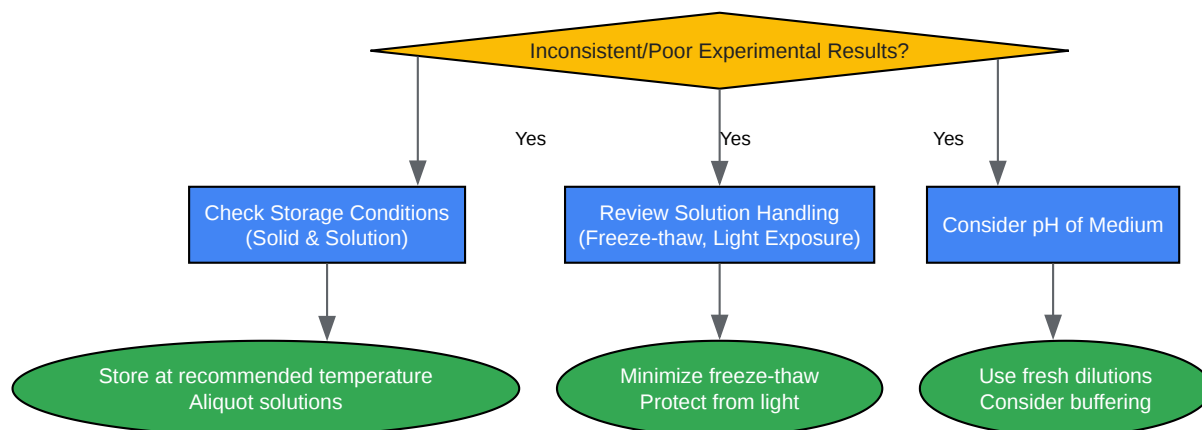 Inconsistent/Poor Experimental Results?
Yes
Yes
Yes
Check Storage Conditions
(Solid & Solution)
Review Solution Handling
(Freeze-thaw, Light Exposure)
Consider pH of Medium
Store at recommended temperature
Aliquot solutions
Minimize freeze-thaw
Protect from light
Use fresh dilutions
Consider buffering